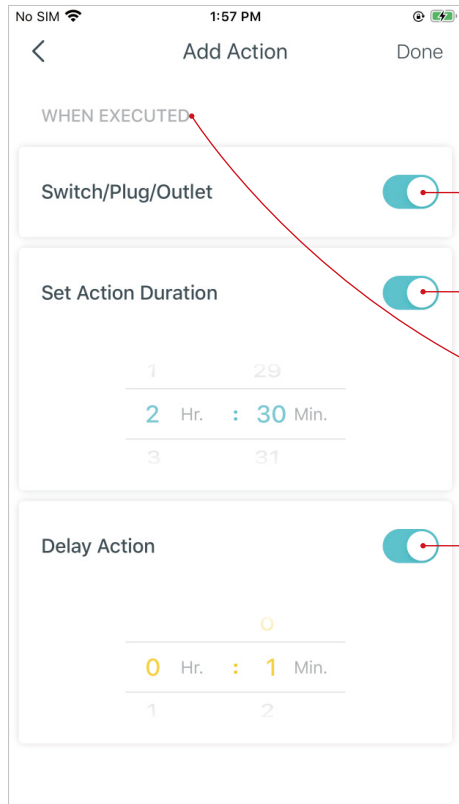 No SIM 1:57 PM
Add Action Done
WHEN EXECUTED
Switch/Plug/Outlet
Set Action Duration
1 29
2 Hr. : 30 Min.
3 31
Delay Action
0
0 Hr. : 1 Min.
1 2